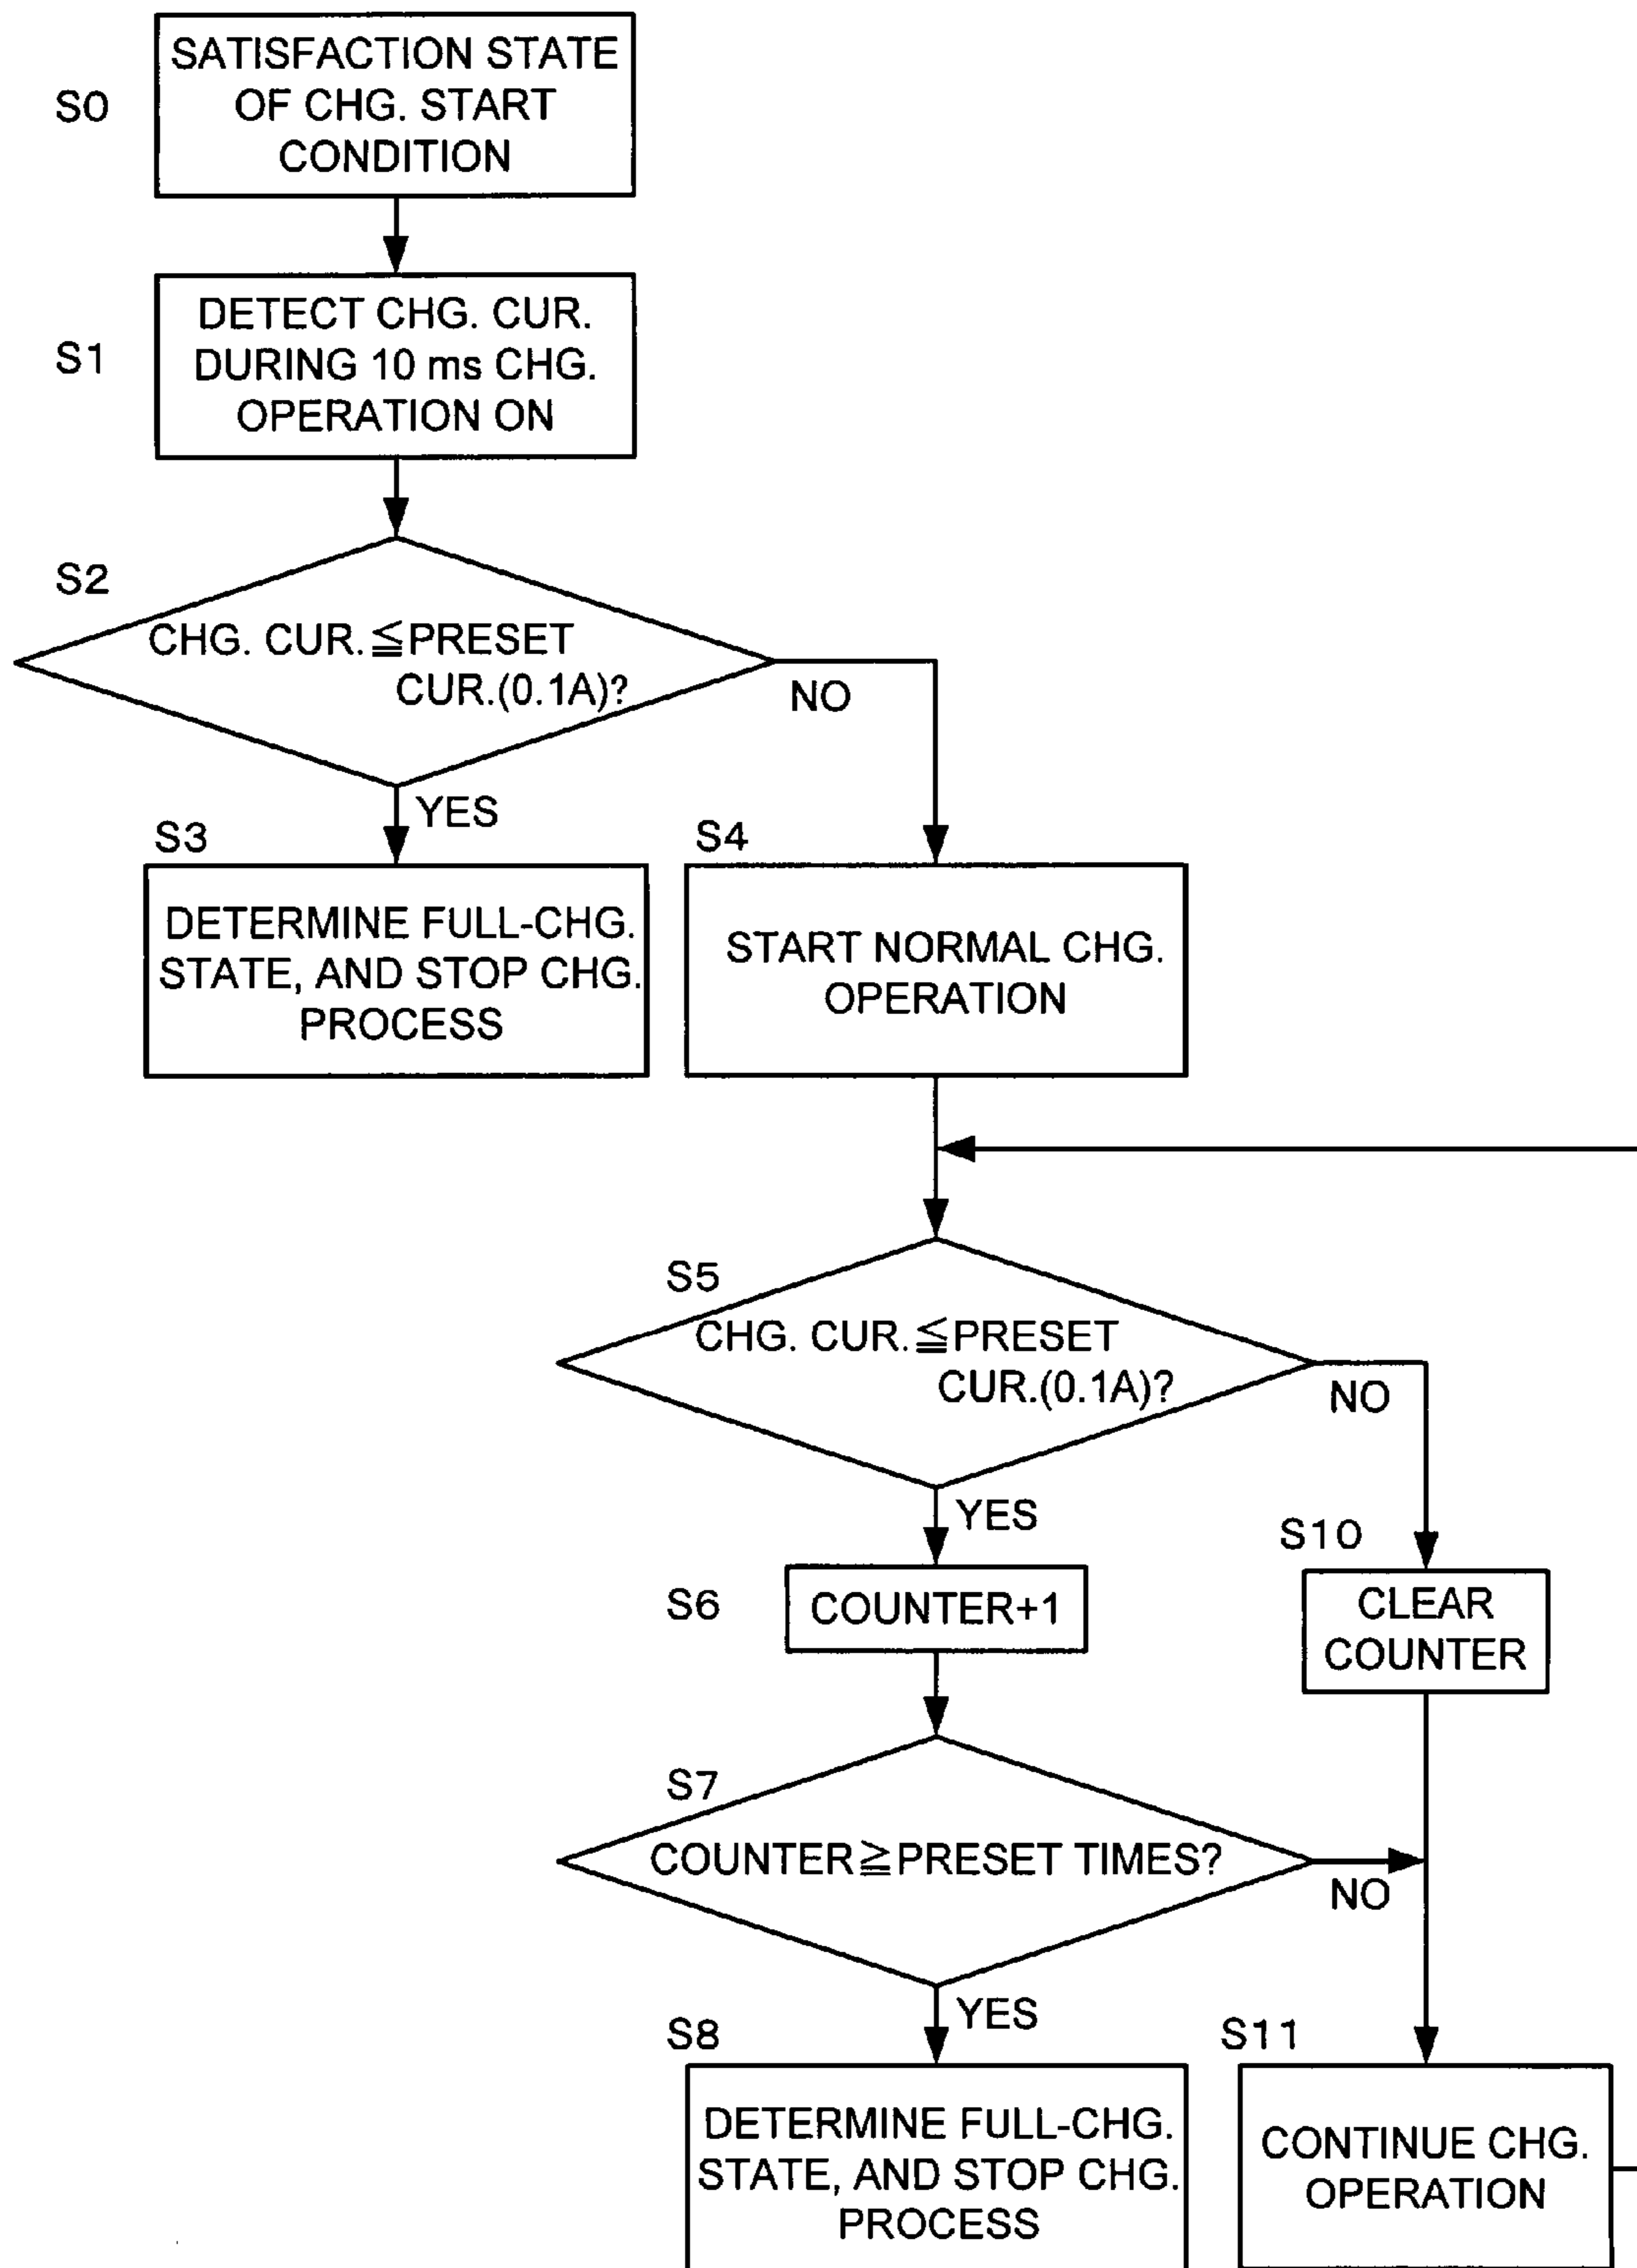 S0
SATISFACTION STATE
OF CHG. START
CONDITION
S1
DETECT CHG. CUR.
DURING 10 ms CHG.
OPERATION ON
S2
CHG. CUR.≦PRESET
CUR.(0.1A)?
NO
YES
S3
DETERMINE FULL-CHG.
STATE, AND STOP CHG.
PROCESS
S4
START NORMAL CHG.
OPERATION
S5
CHG. CUR.≦PRESET
CUR.(0.1A)?
NO
YES
S6
COUNTER+1
S10
CLEAR
COUNTER
S7
COUNTER≧PRESET TIMES?
NO
YES
S8
DETERMINE FULL-CHG.
STATE, AND STOP CHG.
PROCESS
S11
CONTINUE CHG.
OPERATION